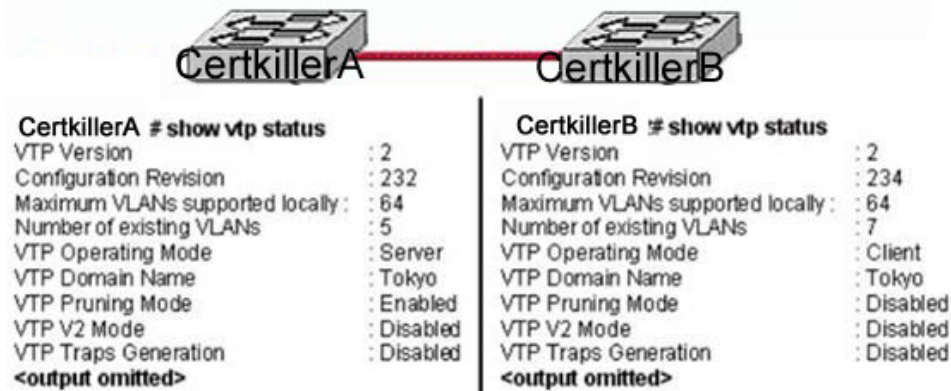 CertkillerA
CertkillerB
CertkillerA # show vtp status
VTP Version : 2
Configuration Revision : 232
Maximum VLANs supported locally : : 64
Number of existing VLANs : 5
VTP Operating Mode : Server
VTP Domain Name : Tokyo
VTP Pruning Mode : Enabled
VTP V2 Mode : Disabled
VTP Traps Generation : Disabled
<output omitted>
CertkillerB # show vtp status
VTP Version : 2
Configuration Revision : 234
Maximum VLANs supported locally : : 64
Number of existing VLANs : 7
VTP Operating Mode : Client
VTP Domain Name : Tokyo
VTP Pruning Mode : Disabled
VTP V2 Mode : Disabled
VTP Traps Generation : Disabled
<output omitted>